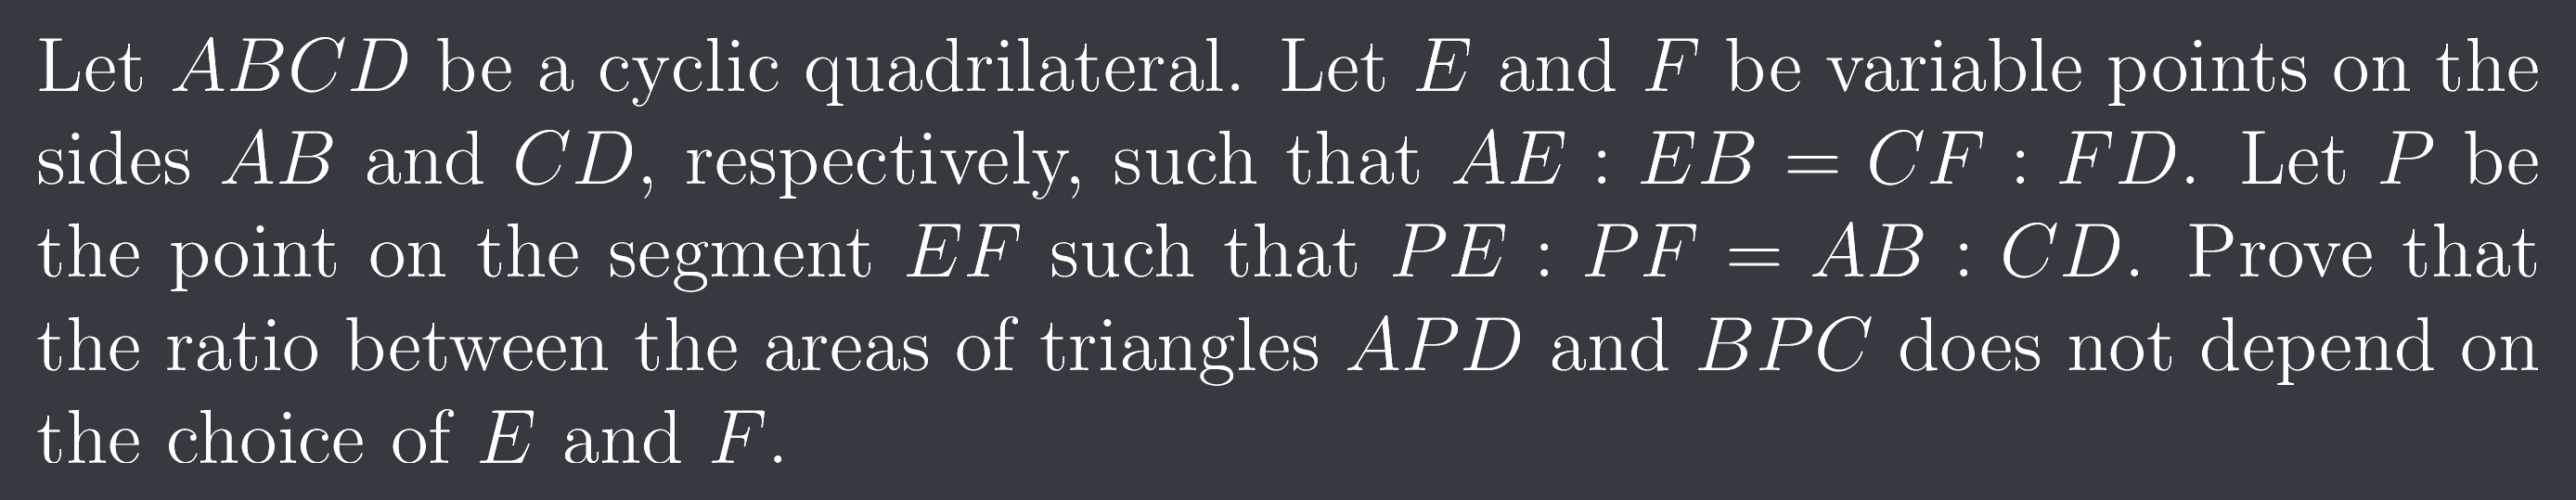 Let ABCD be a cyclic quadrilateral. Let E and F be variable points on the
sides AB and CD, respectively, such that AE : EB = CF : FD. Let P be
the point on the segment EF such that PE : PF = AB : CD. Prove that
the ratio between the areas of triangles APD and BPC does not depend on
the choice of E and F.